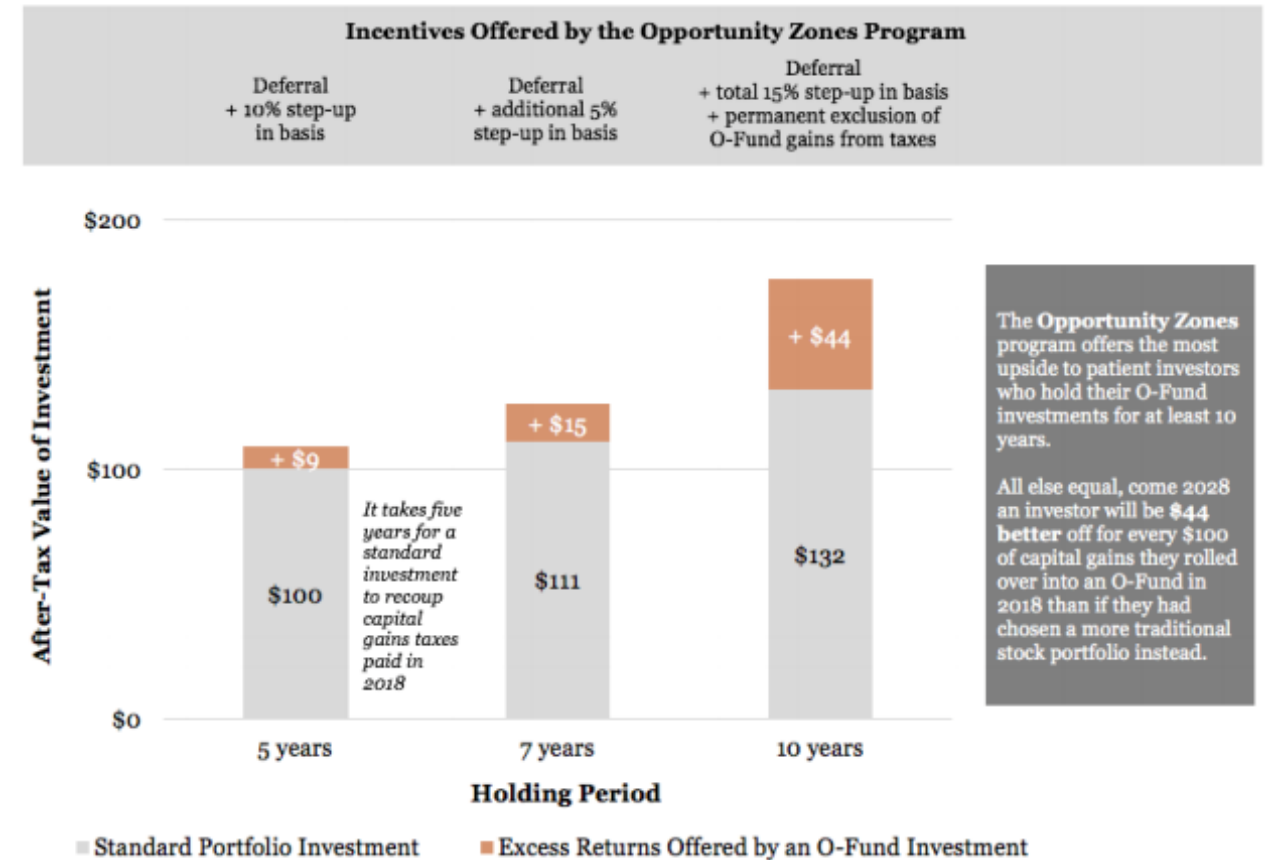 Incentives Offered by the Opportunity Zones Program
Deferral
+ 10% step-up
in basis
Deferral
+ additional 5%
step-up in basis
Deferral
+ total 15% step-up in basis
+ permanent exclusion of
O-Fund gains from taxes
After-Tax Value of Investment
$200
$100
$0
+ $9
$100
It takes five
years for a
standard
investment
to recoup
capital
gains taxes
paid in
2018
+ $15
$111
+ $44
$132
5 years
7 years
10 years
Holding Period
Standard Portfolio Investment
Excess Returns Offered by an O-Fund Investment
The Opportunity Zones
program offers the most
upside to patient investors
who hold their O-Fund
investments for at least 10
years.
All else equal, come 2028
an investor will be $44
better off for every $100
of capital gains they rolled
over into an O-Fund in
2018 than if they had
chosen a more traditional
stock portfolio instead.